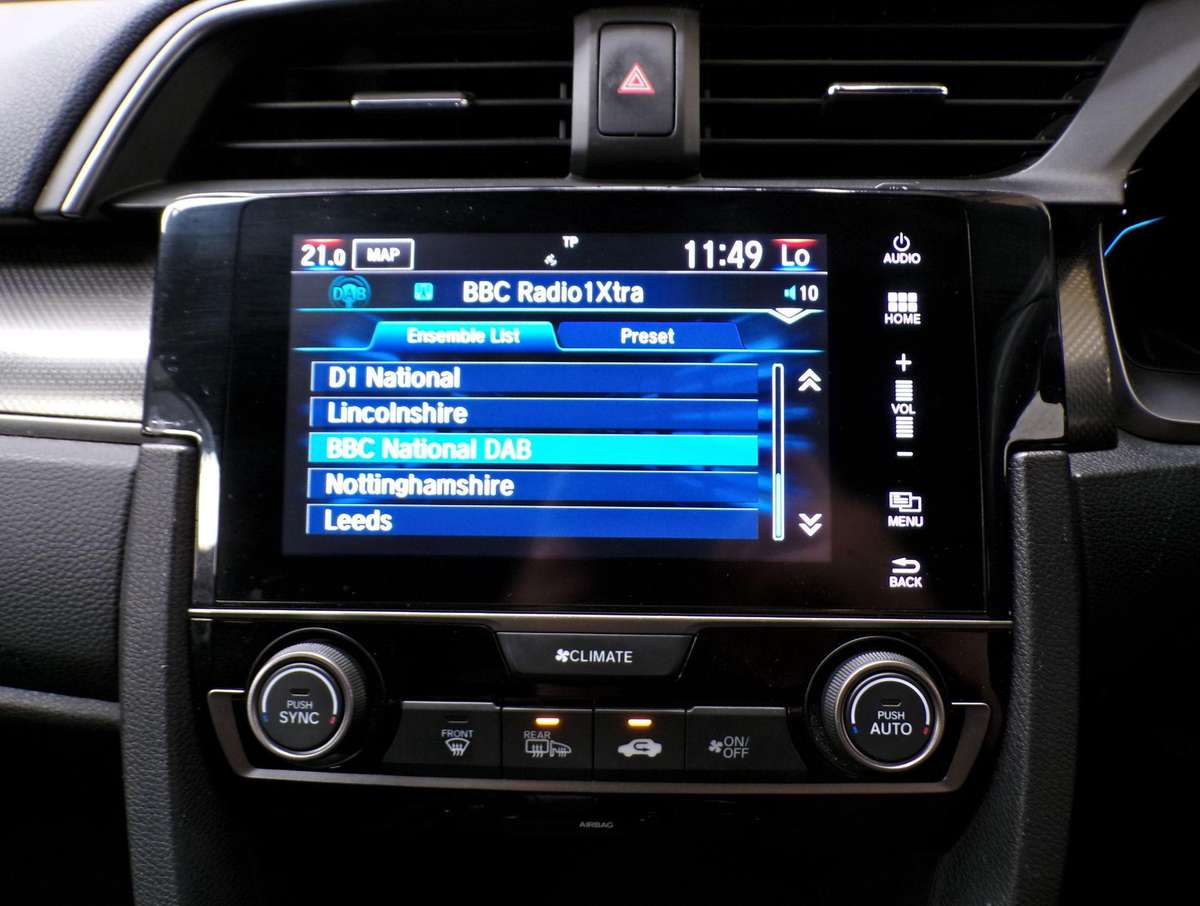 21.0 MAP TP 11:49 Lo
DAB BBC Radio1Xtra 10
Ensemble List Preset
D1 National
Lincolnshire
BBC National DAB
Nottinghamshire
Leeds
AUDIO
HOME
+
VOL
-
MENU
BACK
CLIMATE
PUSH
SYNC
FRONT
REAR
ON/
OFF
PUSH
AUTO
AIRBAG